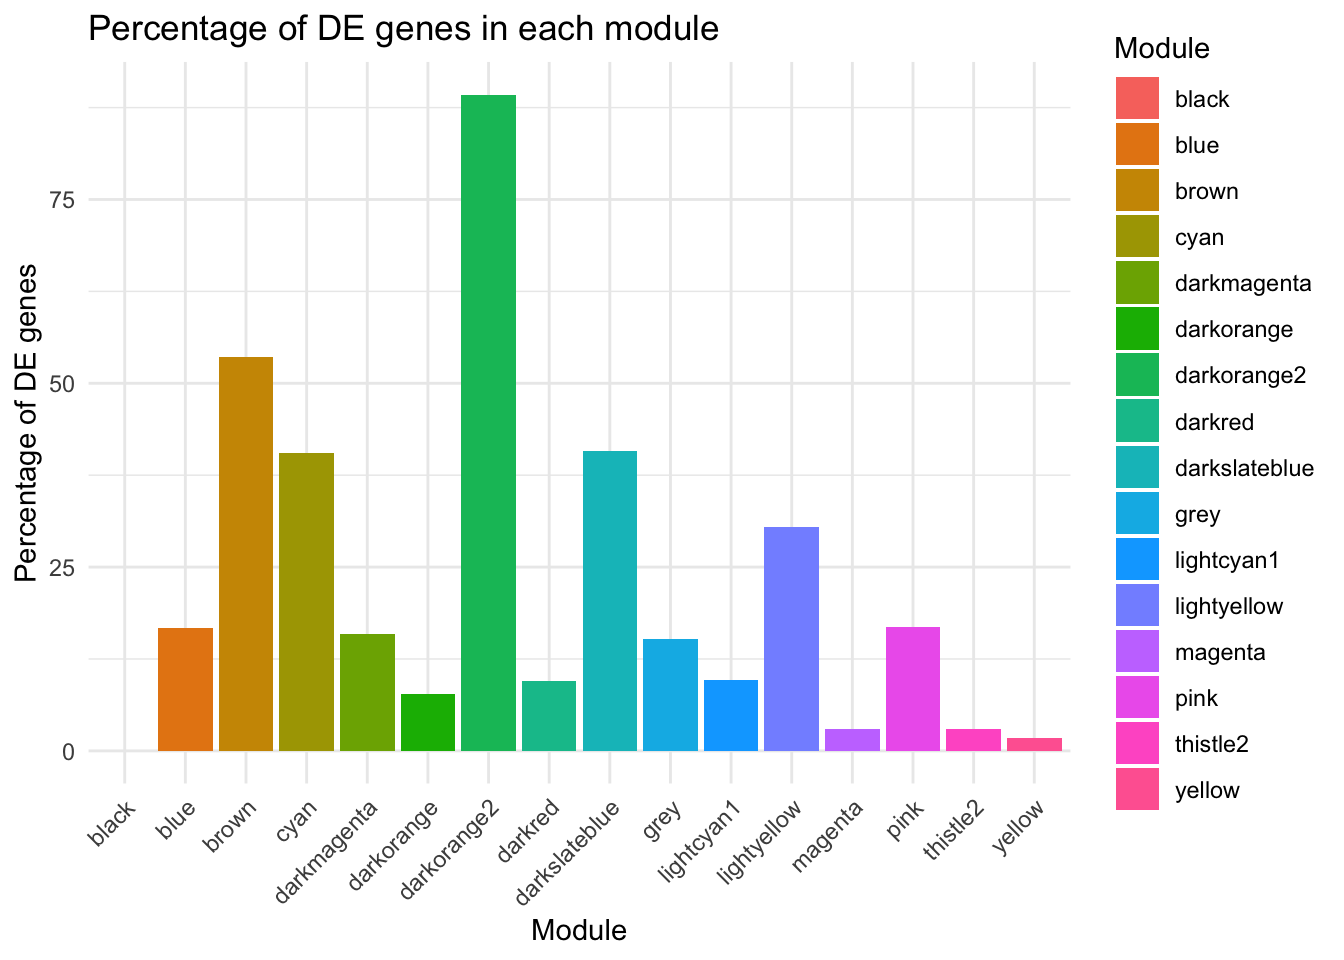 Percentage of DE genes in each module
Percentage of DE genes
75
50
25
0
black
blue
brown
cyan
darkmagenta
darkorange
darkorange2
darkred
darkslateblue
grey
lightcyan1
lightyellow
magenta
pink
thistle2
yellow
Module
Module
black
blue
brown
cyan
darkmagenta
darkorange
darkorange2
darkred
darkslateblue
grey
lightcyan1
lightyellow
magenta
pink
thistle2
yellow